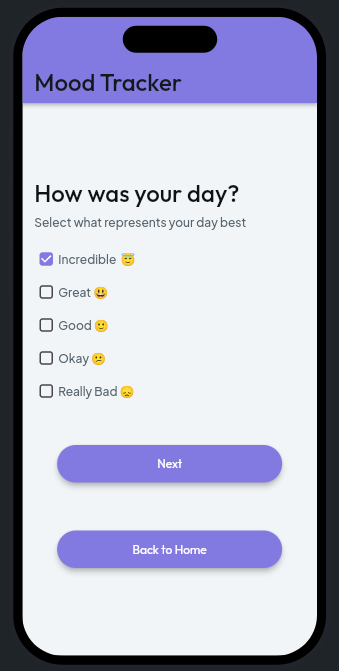 Mood Tracker
How was your day?
Select what represents your day best
Incredible 😇
Great 😃
Good 🙂
Okay 😕
Really Bad 😞
Next
Back to Home